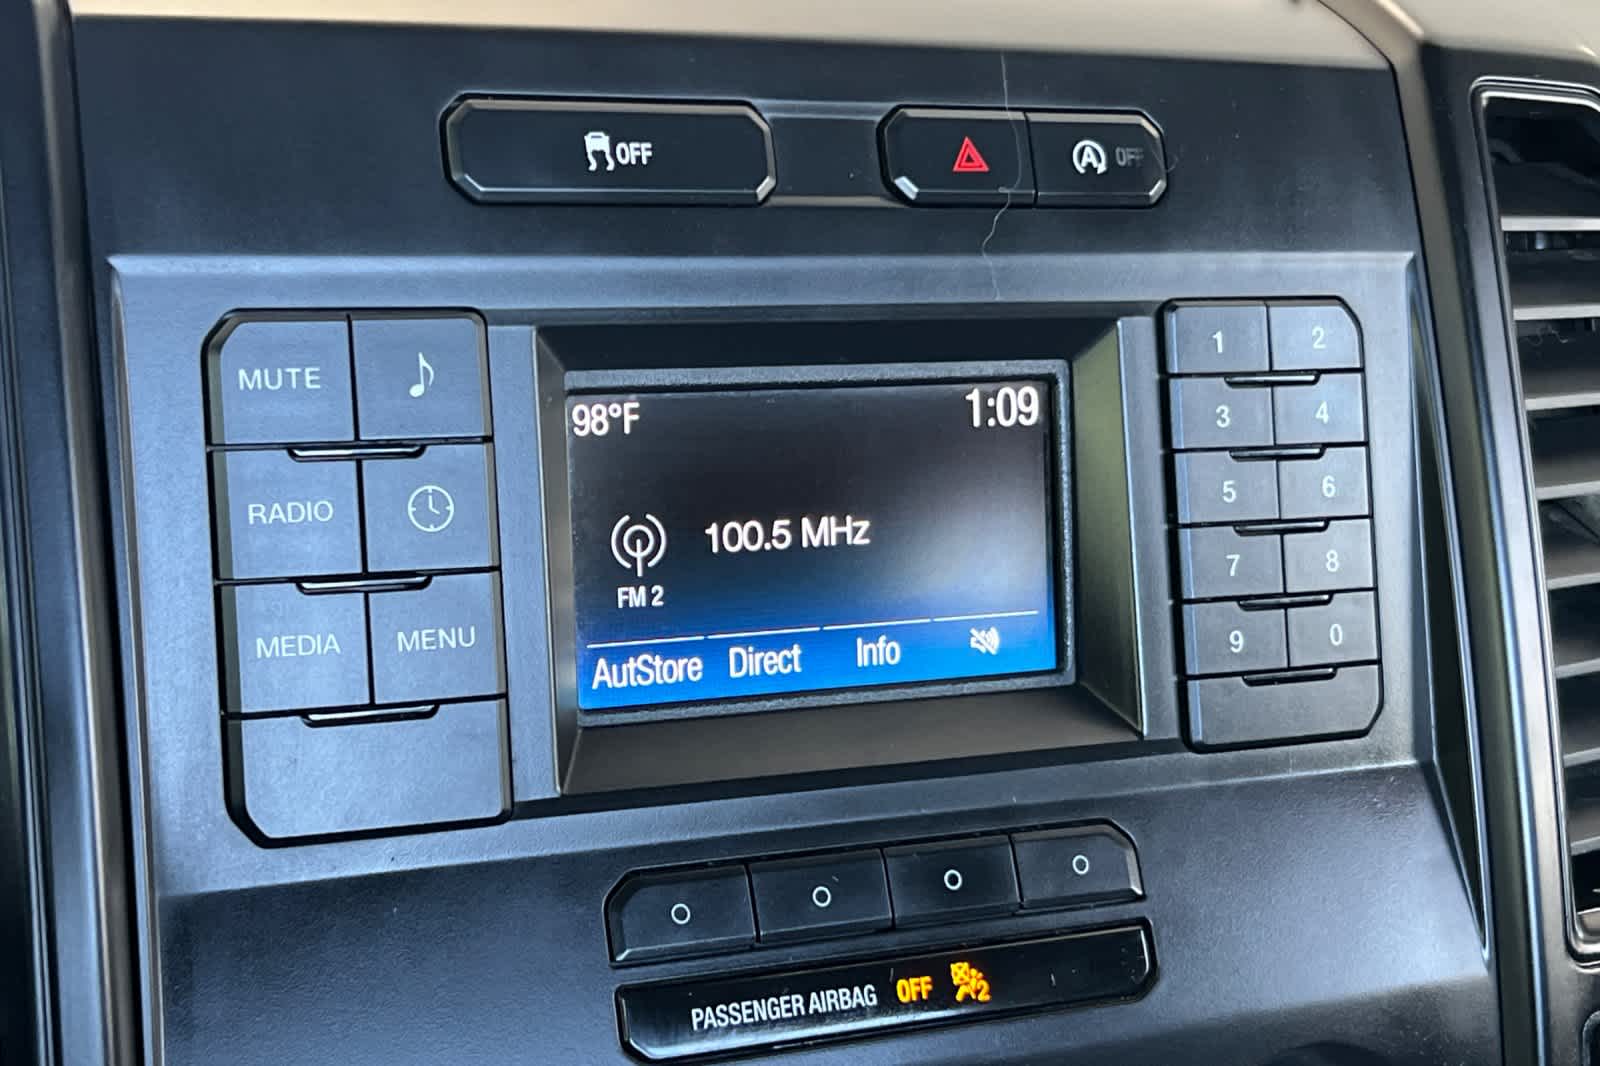 OFF
A OFF
MUTE
RADIO
MEDIA MENU
98°F 1:09
100.5 MHz
FM 2
AutStore Direct Info
1 2
3 4
5 6
7 8
9 0
PASSENGER AIRBAG OFF 2